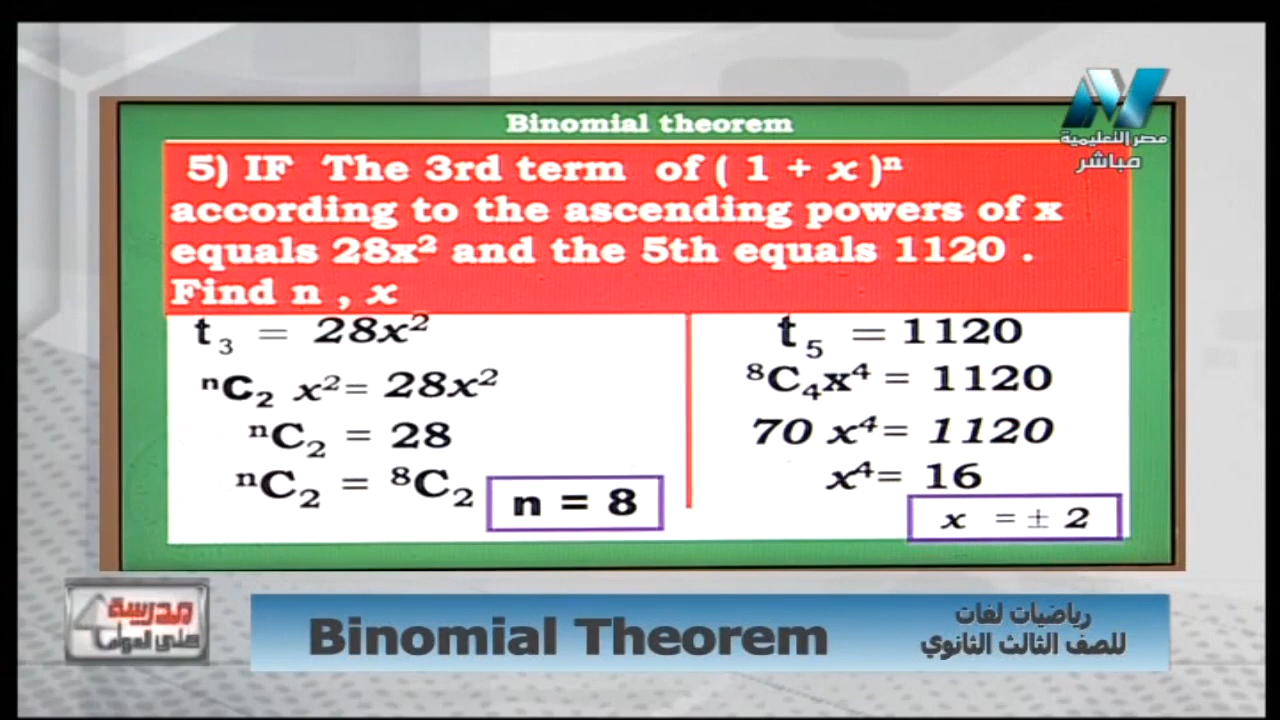 مصر التعليمية
مباشر
Binomial theorem
5) IF The 3rd term of ( 1 + x )ⁿ
according to the ascending powers of x
equals 28x² and the 5th equals 1120 .
Find n , x
t₃ = 28x²
ⁿC₂ x² = 28x²
ⁿC₂ = 28
ⁿC₂ = ⁸C₂
n = 8
t₅ = 1120
⁸C₄x⁴ = 1120
70 x⁴ = 1120
x⁴ = 16
x = ± 2
مدرسة
على الهواء
Binomial Theorem
رياضيات لغات
للصف الثالث الثانوي